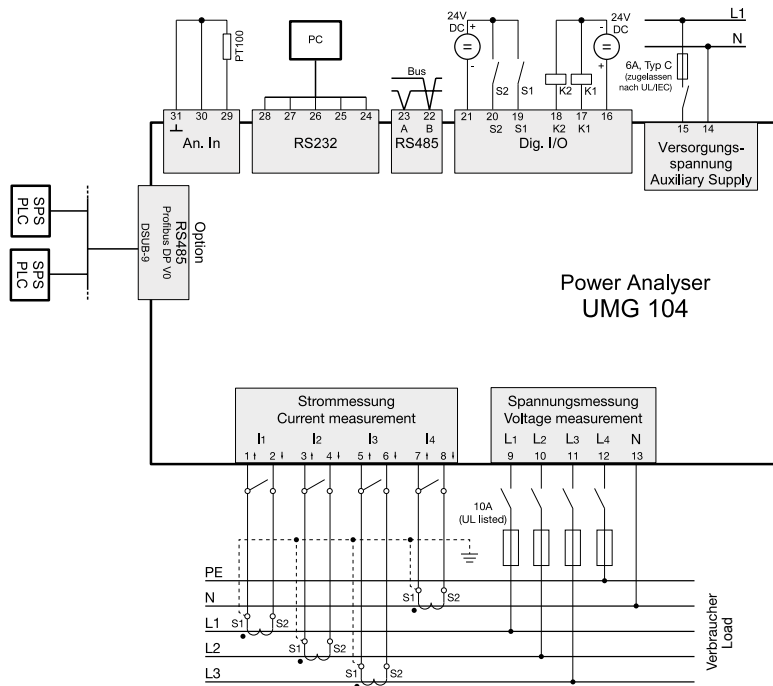 24V
DC
+
-
S2
S1
24V
DC
-
+
K2
K1
L1
N
6A, Typ C
(zugelassen
nach UL/IEC)
PC
PT100
Bus
31 30 29
An. In
28 27 26 25 24
RS232
23 22
A B
RS485
21 20 19 18 17 16
S2 S1 K2 K1
Dig. I/O
15 14
Versorgungs-
spannung
Auxiliary Supply
SPS
PLC
SPS
PLC
Option
RS485
Profibus DP V0
DSUB-9
Power Analyser
UMG 104
Strommessung
Current measurement
I1 I2 I3 I4
1 2 3 4 5 6 7 8
Spannungsmessung
Voltage measurement
L1 L2 L3 L4 N
9 10 11 12 13
10A
(UL listed)
PE
N
S1 S2
L1
S1 S2
L2
S1 S2
L3
S1 S2
Verbraucher
Load